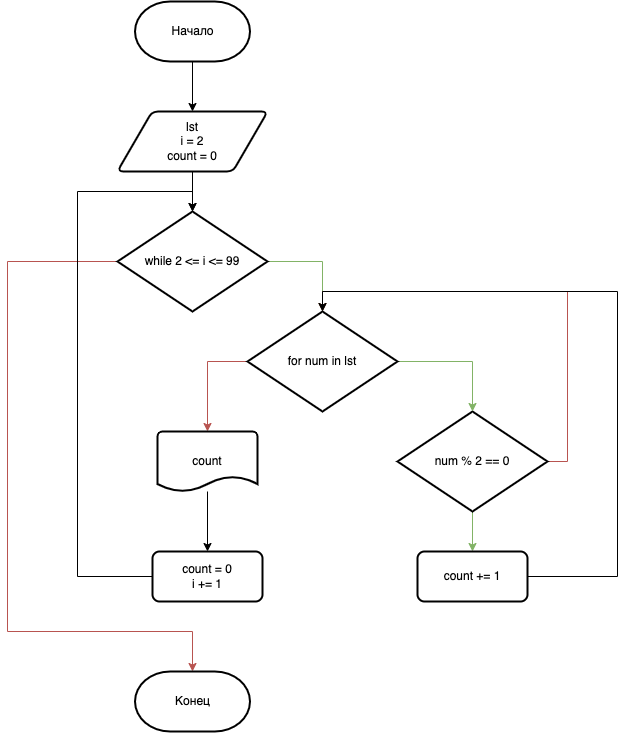 Начало
lst
i = 2
count = 0
while 2 <= i <= 99
for num in lst
count
num % 2 == 0
count = 0
i += 1
count += 1
Конец